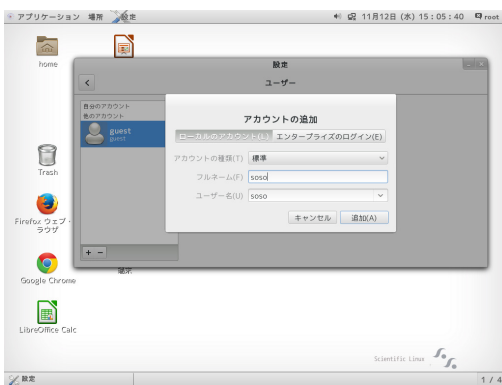 アプリケーション 場所 設定
11月12日 (水) 15:05:40 root
home
設定
ユーザー
自分のアカウント
他のアカウント
guest
guest
アカウントの追加
ローカルのアカウント(L)
エンタープライズのログイン(E)
アカウントの種類(T) 標準
フルネーム(F) soso
ユーザー名(U) soso
キャンセル 追加(A)
+ −
Trash
Firefox ウェブ・
ラウザ
Google Chrome
LibreOffice Calc
Scientific Linux
設定
1 / 4